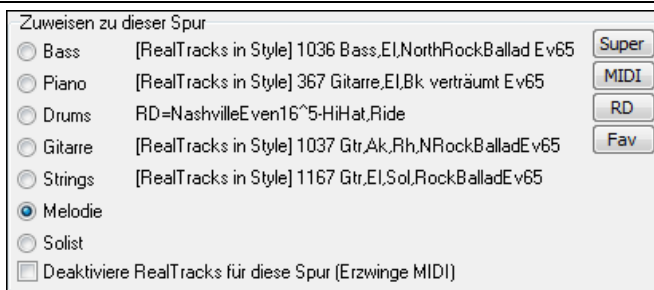 Zuweisen zu dieser Spur
Bass [RealTracks in Style] 1036 Bass,El,NorthRockBallad Ev65 Super
Piano [RealTracks in Style] 367 Gitarre,El,Bk verträumt Ev65 MIDI
Drums RD=NashvilleEven16^5-HiHat,Ride RD
Gitarre [RealTracks in Style] 1037 Gtr,Ak,Rh,NRockBalladEv65 Fav
Strings [RealTracks in Style] 1167 Gtr,El,Sol,RockBalladEv65
Melodie
Solist
Deaktiviere RealTracks für diese Spur (Erzwinge MIDI)